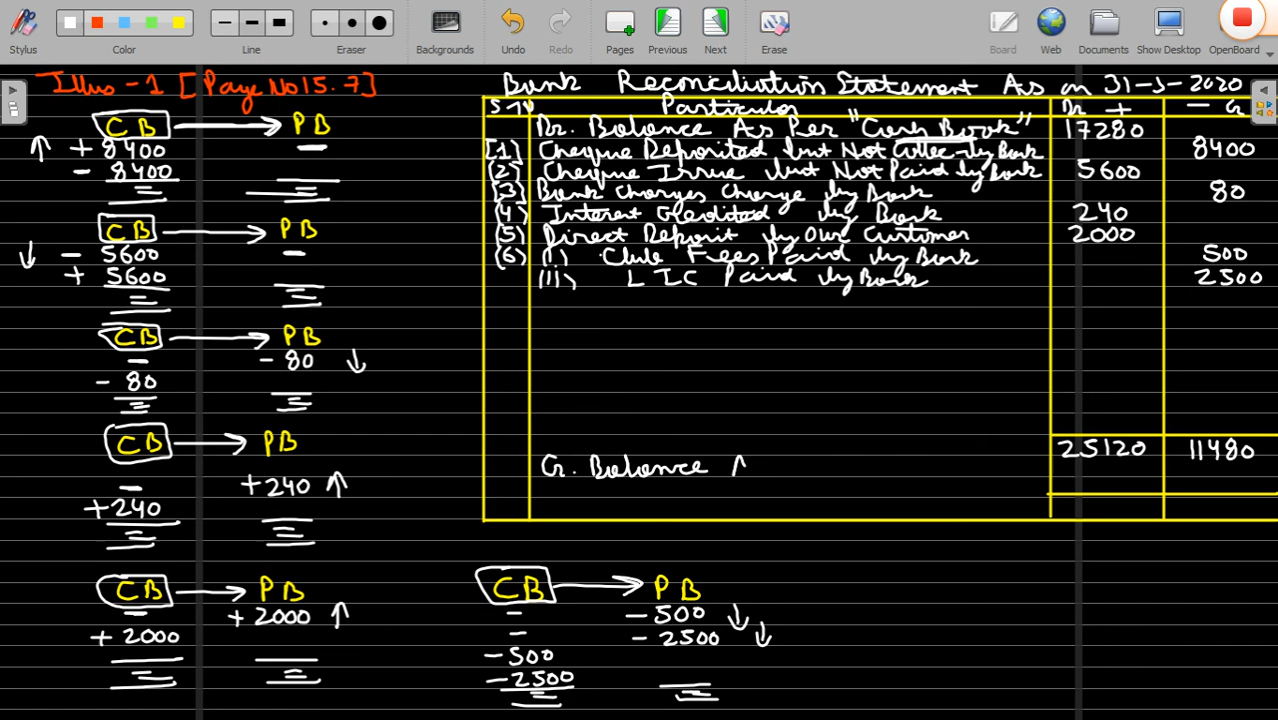 Stylus
Color
Line
Eraser
Backgrounds
Undo
Redo
Pages
Previous
Next
Erase
Board
Web
Documents
Show Desktop
OpenBoard
Illus-1 [Page No 15.7]
CB → PB
↑ + 8400 —
- 8400
CB → PB
↓ - 5600 —
+ 5600
CB → PB
— - 80 ↓
- 80
CB → PB
— +240 ↑
+240
CB → PB
— + 2000 ↑
+ 2000
Bank Reconciliation Statement As on 31-3-2020
S.N Particular Dr + - Cr
Dr. Balance As Per "Cash Book" 17280
[1] Cheque Deposited but Not Collec. by Bank 8400
(2) Cheque Issue but Not Paid by Bank 5600
[3] Bank Charges Charge by Bank 80
(4) Interest Credited by Bank 240
(5) Direct Deposit by Our Customer 2000
(6) (i) Club Fees Paid by Bank 500
(ii) LIC Paid by Bank 2500
25120 11480
Cr. Balance
CB → PB
- - 500 ↓
- - 2500 ↓
- 500
- 2500